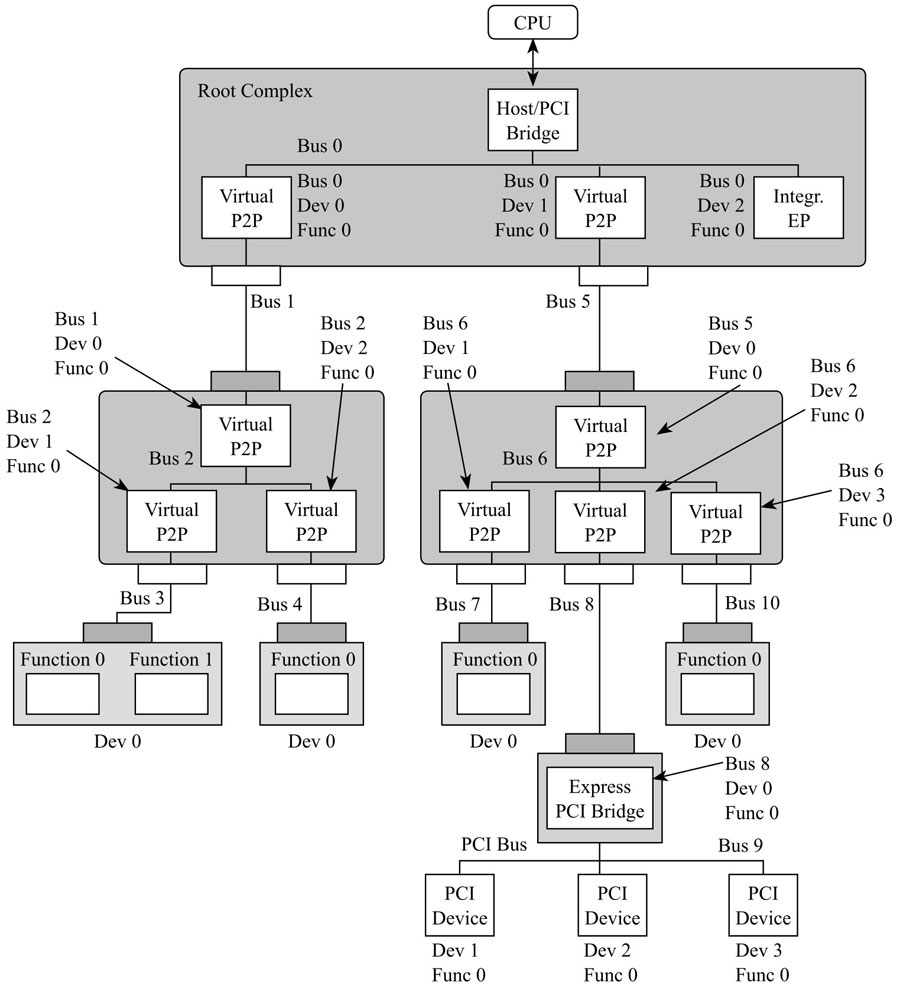 CPU
Root Complex
Host/PCI
Bridge
Bus 0
Virtual
P2P
Bus 0
Dev 0
Func 0
Bus 0
Dev 1
Func 0
Virtual
P2P
Bus 0
Dev 2
Func 0
Integr.
EP
Bus 1
Bus 5
Bus 1
Dev 0
Func 0
Bus 2
Dev 2
Func 0
Bus 6
Dev 1
Func 0
Bus 5
Dev 0
Func 0
Bus 6
Dev 2
Func 0
Bus 2
Dev 1
Func 0
Virtual
P2P
Bus 2
Virtual
P2P
Virtual
P2P
Virtual
P2P
Bus 6
Virtual
P2P
Virtual
P2P
Virtual
P2P
Bus 6
Dev 3
Func 0
Bus 3
Bus 4
Bus 7
Bus 8
Bus 10
Function 0
Function 1
Dev 0
Function 0
Dev 0
Function 0
Dev 0
Function 0
Dev 0
Express
PCI Bridge
Bus 8
Dev 0
Func 0
PCI Bus
Bus 9
PCI
Device
Dev 1
Func 0
PCI
Device
Dev 2
Func 0
PCI
Device
Dev 3
Func 0